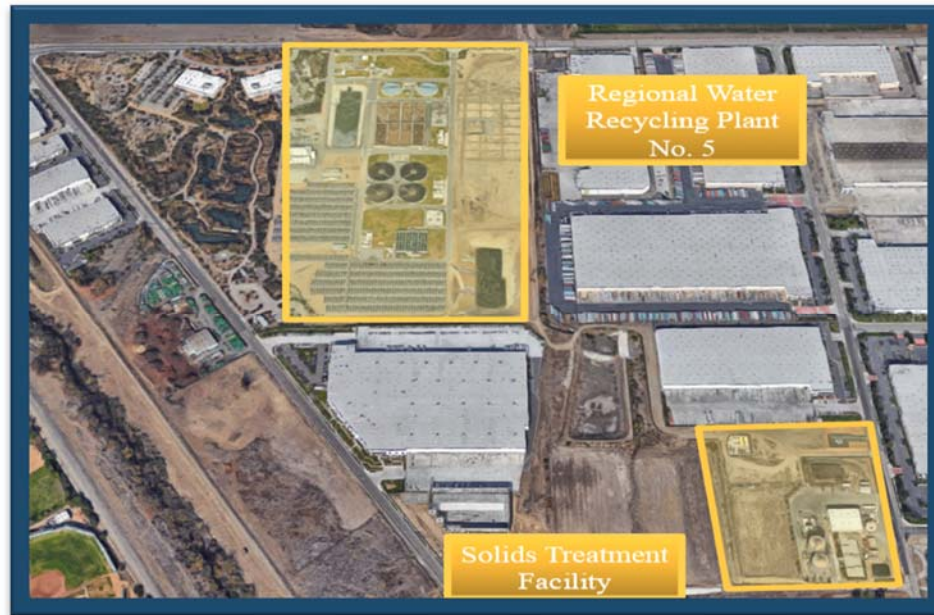 Regional Water
Recycling Plant
No. 5
Solids Treatment
Facility